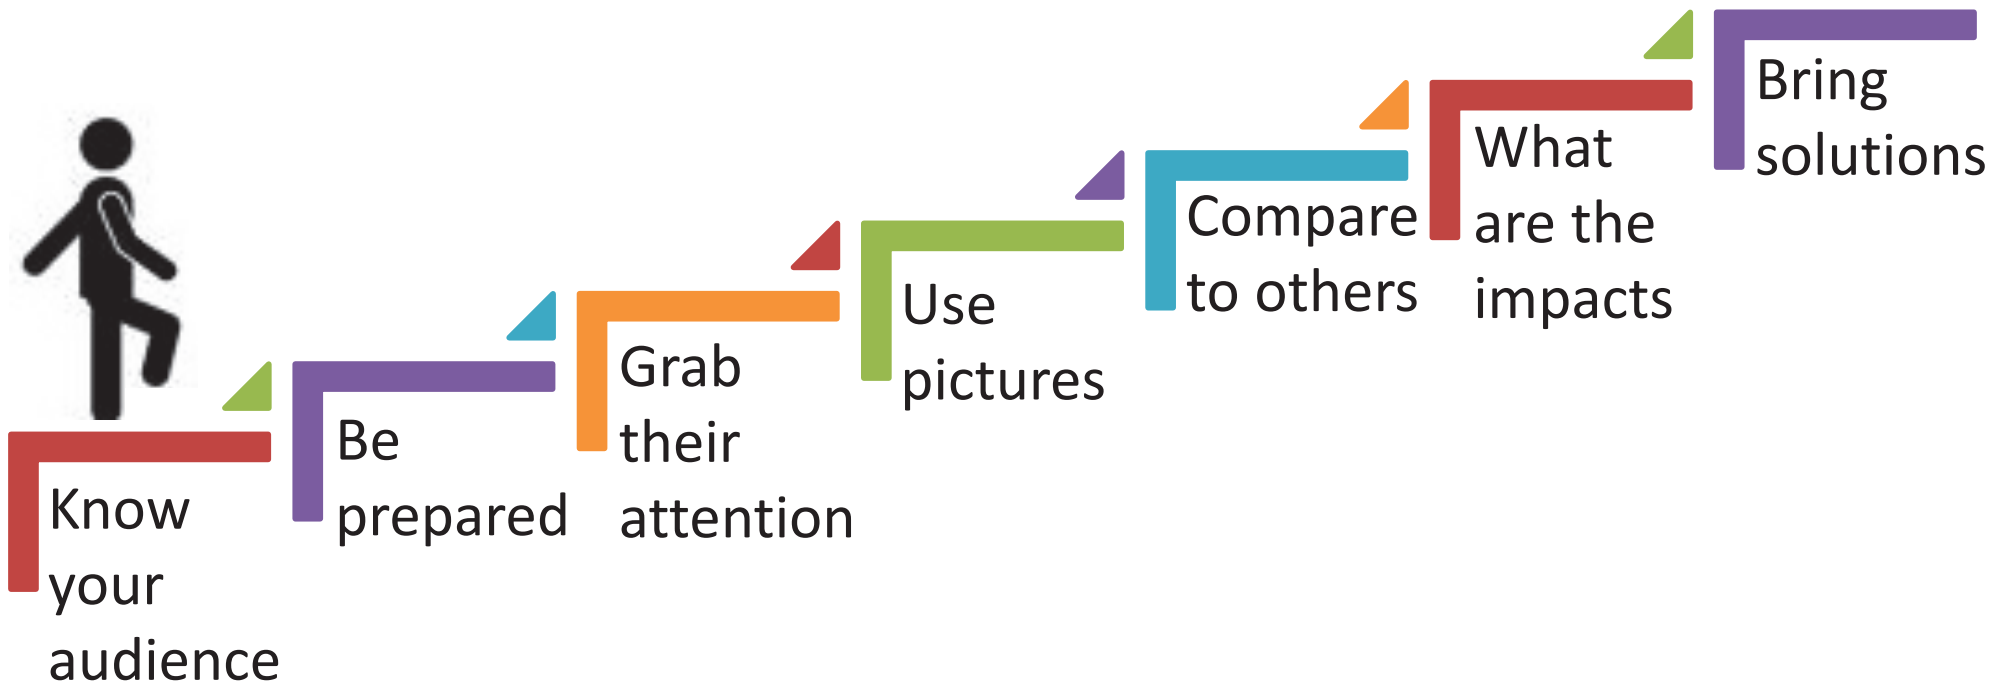 Know
your
audience
Be
prepared
Grab
their
attention
Use
pictures
Compare
to others
What
are the
impacts
Bring
solutions